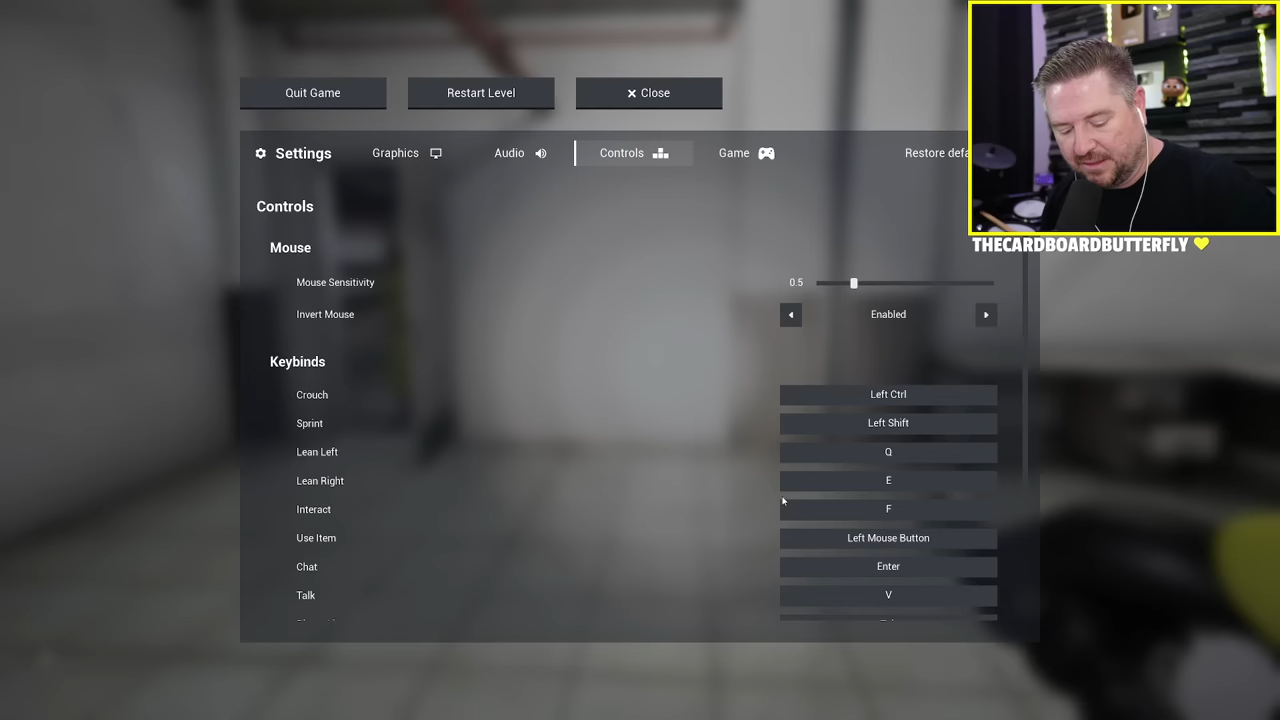 Quit Game
Restart Level
Close
Settings
Graphics
Audio
Controls
Game
Restore defa
THECARDBOARDBUTTERFLY
Controls
Mouse
Mouse Sensitivity 0.5
Invert Mouse Enabled
Keybinds
Crouch Left Ctrl
Sprint Left Shift
Lean Left Q
Lean Right E
Interact F
Use Item Left Mouse Button
Chat Enter
Talk V